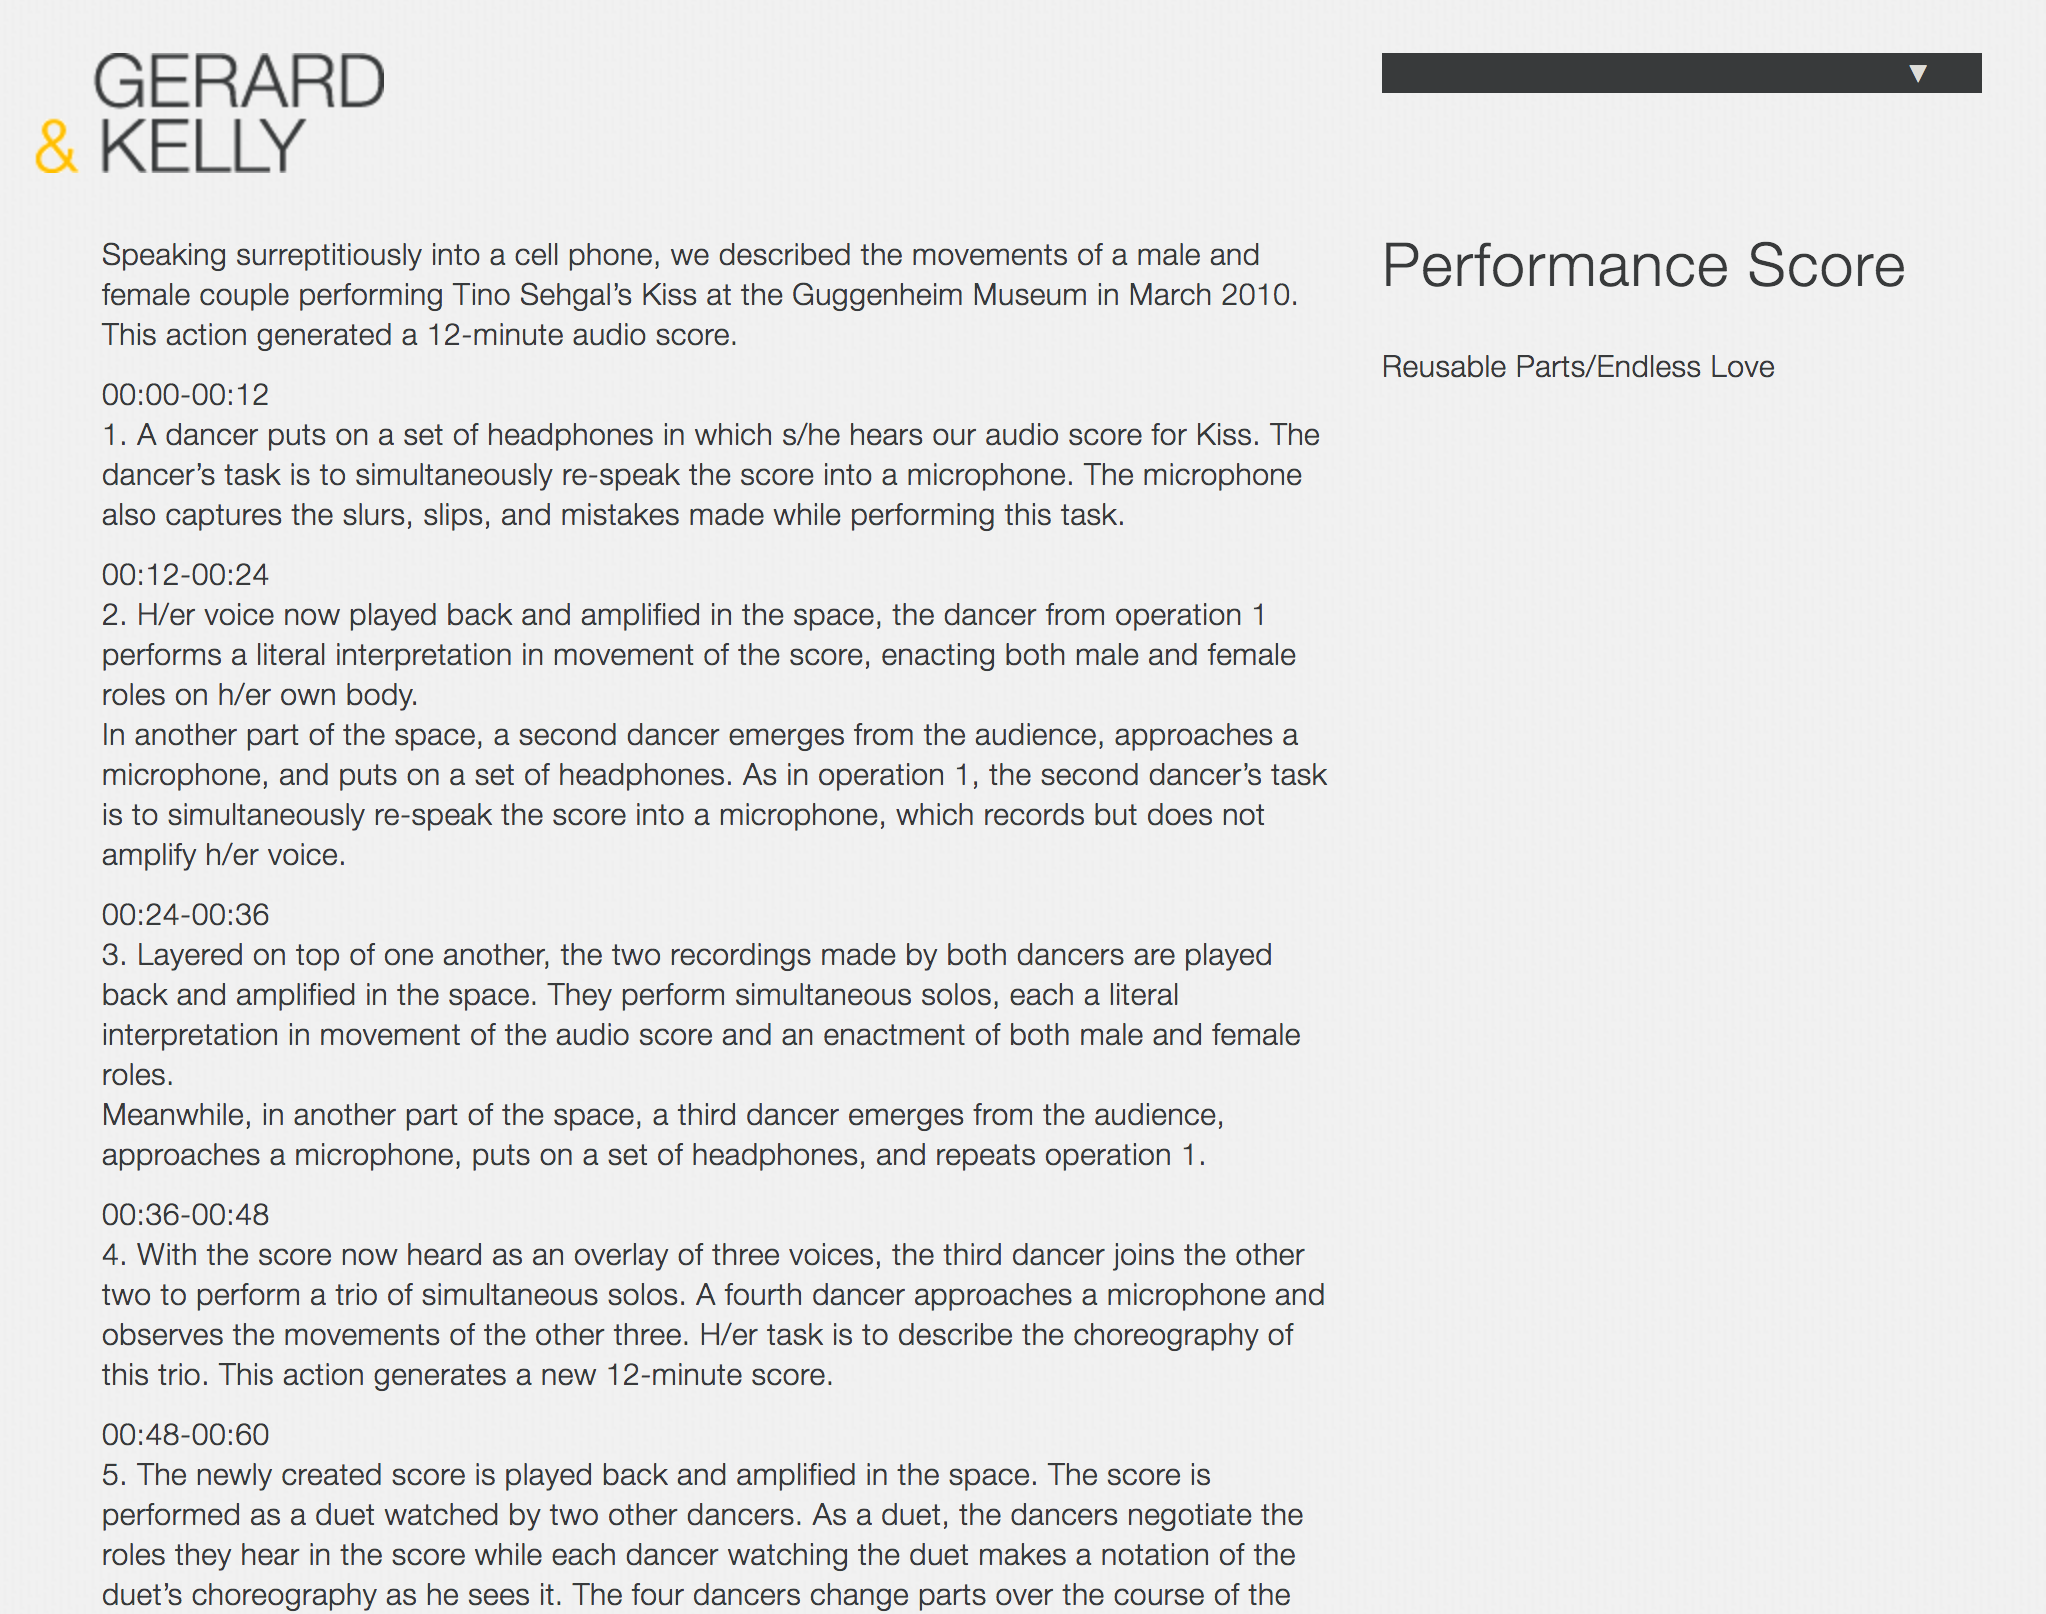 GERARD
& KELLY
▼
Speaking surreptitiously into a cell phone, we described the movements of a male and
female couple performing Tino Sehgal’s Kiss at the Guggenheim Museum in March 2010.
This action generated a 12-minute audio score.
00:00-00:12
1. A dancer puts on a set of headphones in which s/he hears our audio score for Kiss. The
dancer’s task is to simultaneously re-speak the score into a microphone. The microphone
also captures the slurs, slips, and mistakes made while performing this task.
00:12-00:24
2. H/er voice now played back and amplified in the space, the dancer from operation 1
performs a literal interpretation in movement of the score, enacting both male and female
roles on h/er own body.
In another part of the space, a second dancer emerges from the audience, approaches a
microphone, and puts on a set of headphones. As in operation 1, the second dancer’s task
is to simultaneously re-speak the score into a microphone, which records but does not
amplify h/er voice.
00:24-00:36
3. Layered on top of one another, the two recordings made by both dancers are played
back and amplified in the space. They perform simultaneous solos, each a literal
interpretation in movement of the audio score and an enactment of both male and female
roles.
Meanwhile, in another part of the space, a third dancer emerges from the audience,
approaches a microphone, puts on a set of headphones, and repeats operation 1.
00:36-00:48
4. With the score now heard as an overlay of three voices, the third dancer joins the other
two to perform a trio of simultaneous solos. A fourth dancer approaches a microphone and
observes the movements of the other three. H/er task is to describe the choreography of
this trio. This action generates a new 12-minute score.
00:48-00:60
5. The newly created score is played back and amplified in the space. The score is
performed as a duet watched by two other dancers. As a duet, the dancers negotiate the
roles they hear in the score while each dancer watching the duet makes a notation of the
duet’s choreography as he sees it. The four dancers change parts over the course of the
Performance Score
Reusable Parts/Endless Love